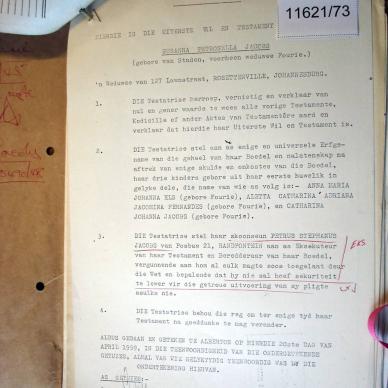 11621/73
HIERDIE IS DIE UITERSTE WIL EN TESTAMENT
SUSANNA PETRONELLA JACOBS
(gebore van Staden, voorheen weduwee Fourie.)
'n Weduwee van 127 Lawnstraat, ROSETTENVILLE, JOHANNESBURG.
1. DIE Testatrise herroep, vernietig en verklaar van
nul en gener waarde te wees alle vorige Testamente,
Kodisille of ander Aktes van Testamentêre aard en
verklaar dat hierdie haar Uiterste Wil en Testament is.
2. DIE Testatrise stel aan as enige en universele Erfge-
name van die geheel van haar Boedel en nalatenskap na
aftrek van enige skulde en onkostes van die Boedel,
haar drie kinders gebore uit haar eerste huwelik in
gelyke dele, die name van wie as volg is:- ANNA MARIA
JOHANNA ELS (gebore Fourie), ALETTA CATHARINA ADRIANA
JACOMINA FERNANDES (gebore Fourie), en CATHARINA
JOHANNA JACOBS (gebore Fourie).
3. DIE Testatrise stel haar skoonseun PETRUS STEPHANUS
JACOBS van Posbus 21, RANDFONTEIN aan as Eksekuteur
van haar Testament en Beredderaar van haar Boedel,
vergunnende aan hom al sulk magte soos toegelaat deur
die Wet en bepalende dat hy nie sal hoef sekuriteit
te lewer vir die getroue uitvoering van sy pligte
as sulks nie.
EKS
4. DIE Testatrise behou die reg om ter enige tyd haar
Testament na goeddunke te mag verander.
ALDUS GEDAAN EN GETEKEN TE ALBERTON OP HIERDIE 20ste DAG VAN
APRIL 1959, IN DIE TEENWOORDIGHEID VAN DIE ONDERGETEKENDE
GETUIES, ALMAL VAN WIE GELYKTYDIG TEENWOORDIG WAS BY DIE
ONDERTEKENING HIERVAN.
AS GETUIES:-